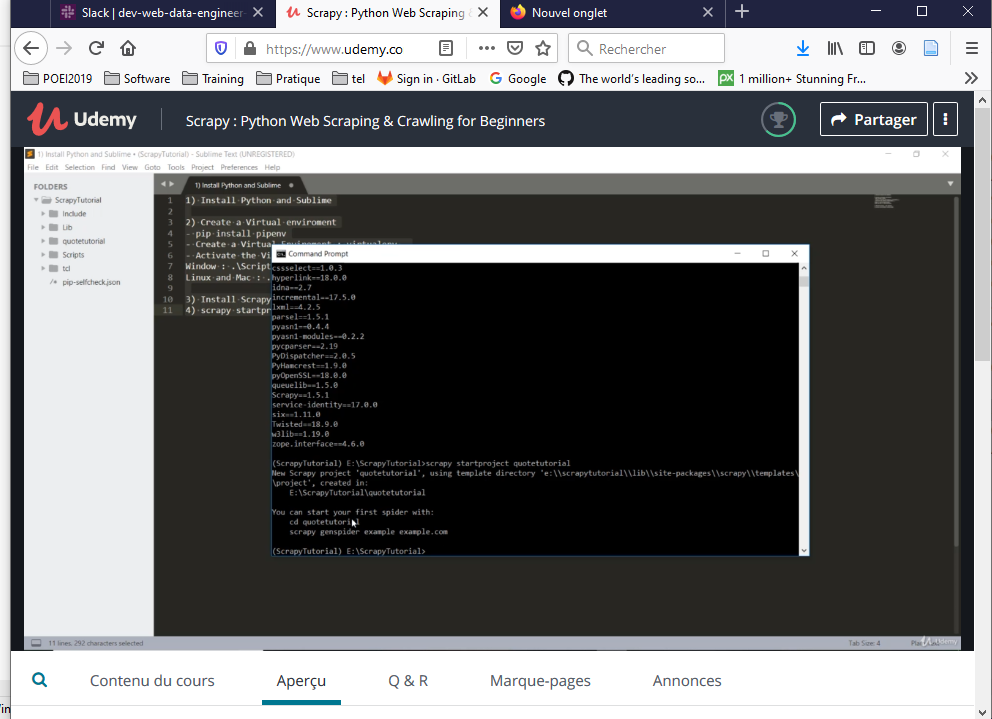 Slack | dev-web-data-engineer
Scrapy : Python Web Scraping
Nouvel onglet
https://www.udemy.co
Rechercher
POEI2019
Software
Training
Pratique
tel
Sign in · GitLab
Google
The world's leading so...
1 million+ Stunning Fr...
Udemy
Scrapy : Python Web Scraping & Crawling for Beginners
Partager
1) Install Python and Sublime • (ScrapyTutorial) - Sublime Text (UNREGISTERED)
File Edit Selection Find View Goto Tools Project Preferences Help
FOLDERS
ScrapyTutorial
Include
Lib
quotetutorial
Scripts
tcl
pip-selfcheck.json
1) Install Python and Sublime
1 1) Install Python and Sublime
2
3 2) Create a Virtual enviroment
4 - pip install pipenv
5 - Create a Virtual Enviroment : virtualenv .
6 - Activate the Vi
7 Window : .\Script
8 Linux and Mac : .
9
10 3) Install Scrapy
11 4) scrapy startpr
Command Prompt
cssselect==1.0.3
hyperlink==18.0.0
idna==2.7
incremental==17.5.0
lxml==4.2.5
parsel==1.5.1
pyasn1==0.4.4
pyasn1-modules==0.2.2
pycparser==2.19
PyDispatcher==2.0.5
PyHamcrest==1.9.0
pyOpenSSL==18.0.0
queuelib==1.5.0
Scrapy==1.5.1
service-identity==17.0.0
six==1.11.0
Twisted==18.9.0
w3lib==1.19.0
zope.interface==4.6.0
(ScrapyTutorial) E:\ScrapyTutorial>scrapy startproject quotetutorial
New Scrapy project 'quotetutorial', using template directory 'e:\\scrapytutorial\\lib\\site-packages\\scrapy\\templates\
\project', created in:
E:\ScrapyTutorial\quotetutorial
You can start your first spider with:
cd quotetutorial
scrapy genspider example example.com
(ScrapyTutorial) E:\ScrapyTutorial>
11 lines, 292 characters selected
Tab Size: 4
Udemy
Contenu du cours
Aperçu
Q & R
Marque-pages
Annonces